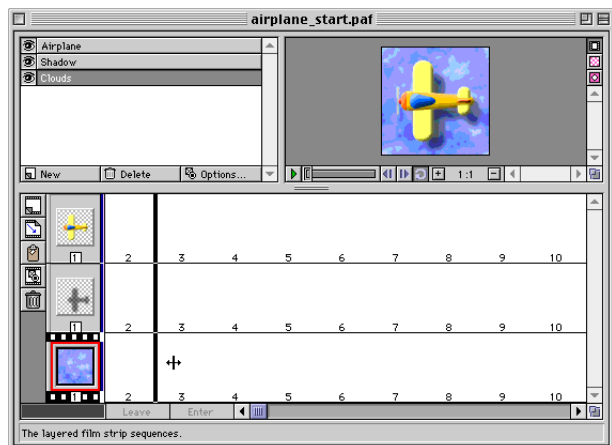 airplane_start.paf
Airplane
Shadow
Clouds
New Delete Options...
1:1
1 2 3 4 5 6 7 8 9 10
1 2 3 4 5 6 7 8 9 10
1 2 3 4 5 6 7 8 9 10
Leave Enter
The layered film strip sequences.